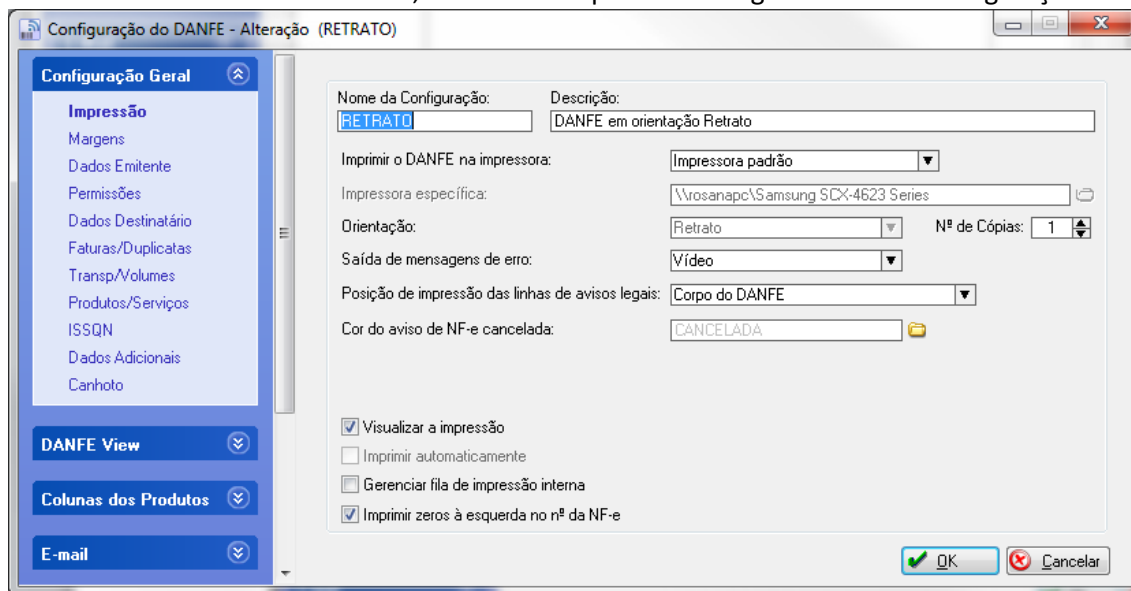 Configuração do DANFE - Alteração (RETRATO)
Configuração Geral
Impressão
Margens
Dados Emitente
Permissões
Dados Destinatário
Faturas/Duplicatas
Transp/Volumes
Produtos/Serviços
ISSQN
Dados Adicionais
Canhoto
DANFE View
Colunas dos Produtos
E-mail
Nome da Configuração: Descrição:
RETRATO DANFE em orientação Retrato
Imprimir o DANFE na impressora: Impressora padrão
Impressora específica: \\rosanapc\Samsung SCX-4623 Series
Orientação: Retrato Nº de Cópias: 1
Saída de mensagens de erro: Vídeo
Posição de impressão das linhas de avisos legais: Corpo do DANFE
Cor do aviso de NF-e cancelada: CANCELADA
Visualizar a impressão
Imprimir automaticamente
Gerenciar fila de impressão interna
Imprimir zeros à esquerda no nº da NF-e
OK Cancelar